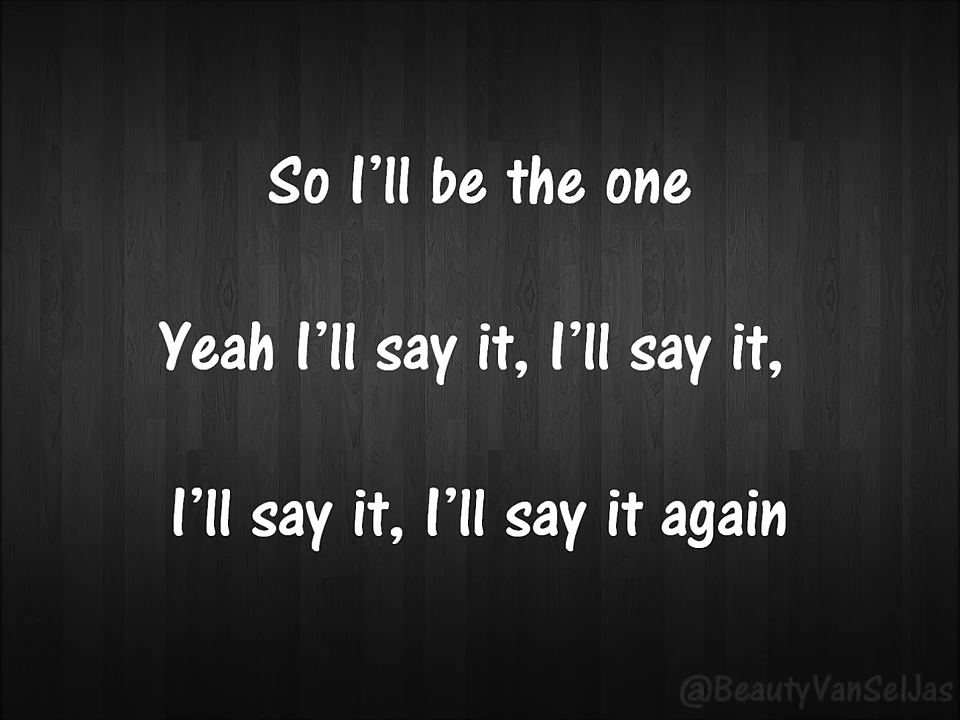 So I'll be the one
Yeah I'll say it, I'll say it,
I'll say it, I'll say it again
@BeautyVanSelJas